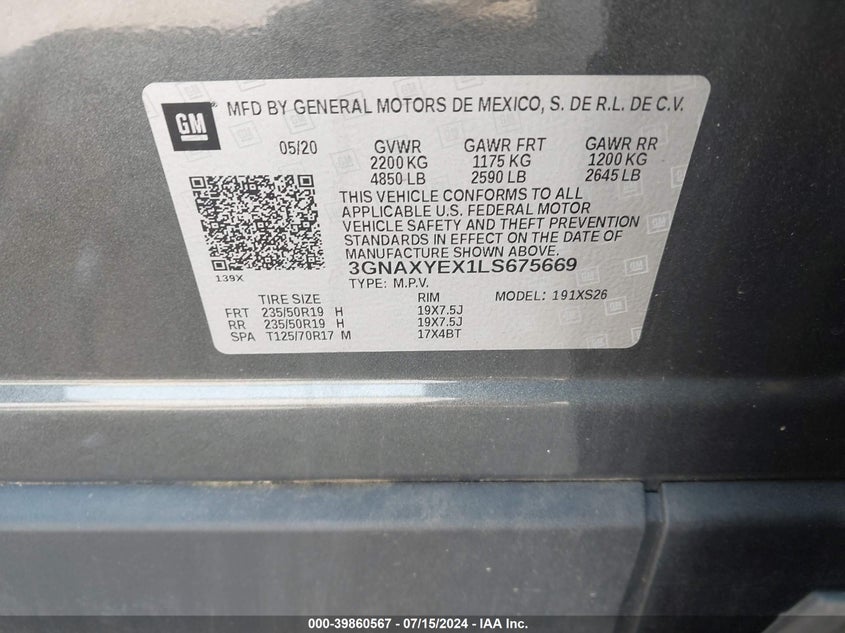 GM
MFD BY GENERAL MOTORS DE MEXICO, S. DE R.L. DE C.V.
05/20 GVWR GAWR FRT GAWR RR
2200 KG 1175 KG 1200 KG
4850 LB 2590 LB 2645 LB
THIS VEHICLE CONFORMS TO ALL
APPLICABLE U.S. FEDERAL MOTOR
VEHICLE SAFETY AND THEFT PREVENTION
STANDARDS IN EFFECT ON THE DATE OF
MANUFACTURE SHOWN ABOVE.
3GNAXYEX1LS675669
139X
TYPE: M.P.V.
TIRE SIZE RIM MODEL: 191XS26
FRT 235/50R19 H 19X7.5J
RR 235/50R19 H 19X7.5J
SPA T125/70R17 M 17X4BT
000-39860567 - 07/15/2024 - IAA Inc.